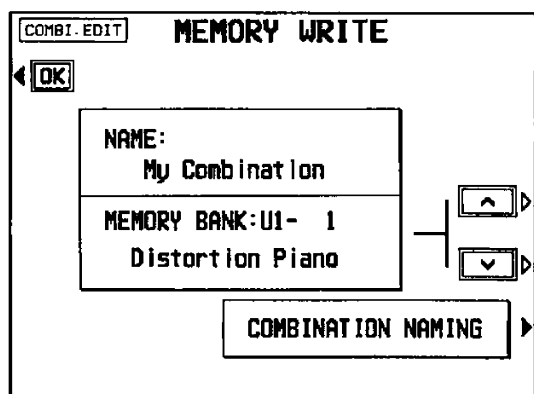 COMBI.EDIT MEMORY WRITE
OK
NAME:
My Combination
MEMORY BANK:U1- 1
Distortion Piano
COMBINATION NAMING